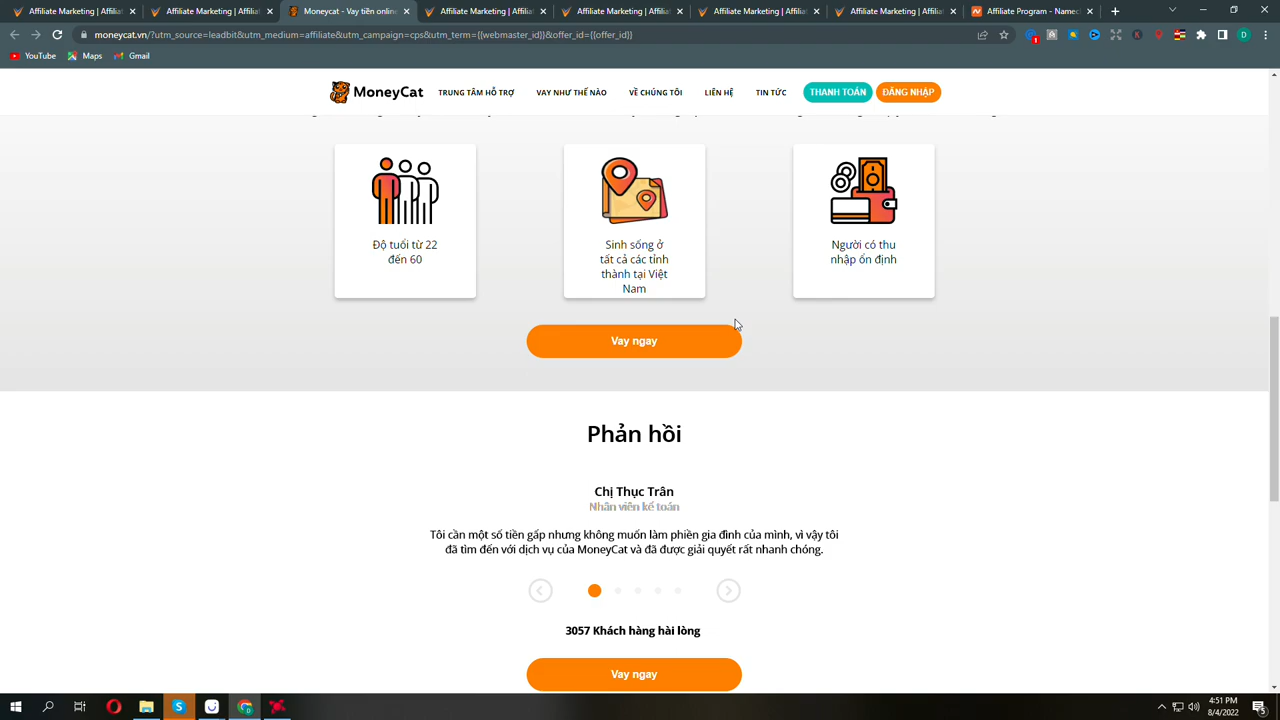 Affiliate Marketing | Affiliat
Affiliate Marketing | Affiliat
Moneycat - Vay tiền online
Affiliate Marketing | Affiliat
Affiliate Marketing | Affiliat
Affiliate Marketing | Affiliat
Affiliate Marketing | Affiliat
Affiliate Program – Namec
moneycat.vn/?utm_source=leadbit&utm_medium=affiliate&utm_campaign=cps&utm_term={{webmaster_id}}&offer_id={{offer_id}}
YouTube
Maps
Gmail
MoneyCat
TRUNG TÂM HỖ TRỢ
VAY NHƯ THẾ NÀO
VỀ CHÚNG TÔI
LIÊN HỆ
TIN TỨC
THANH TOÁN
ĐĂNG NHẬP
Độ tuổi từ 22
đến 60
Sinh sống ở
tất cả các tỉnh
thành tại Việt
Nam
Người có thu
nhập ổn định
Vay ngay
Phản hồi
Chị Thục Trân
Nhân viên kế toán
Tôi cần một số tiền gấp nhưng không muốn làm phiền gia đình của mình, vì vậy tôi
đã tìm đến với dịch vụ của MoneyCat và đã được giải quyết rất nhanh chóng.
3057 Khách hàng hài lòng
Vay ngay
4:51 PM
8/4/2022